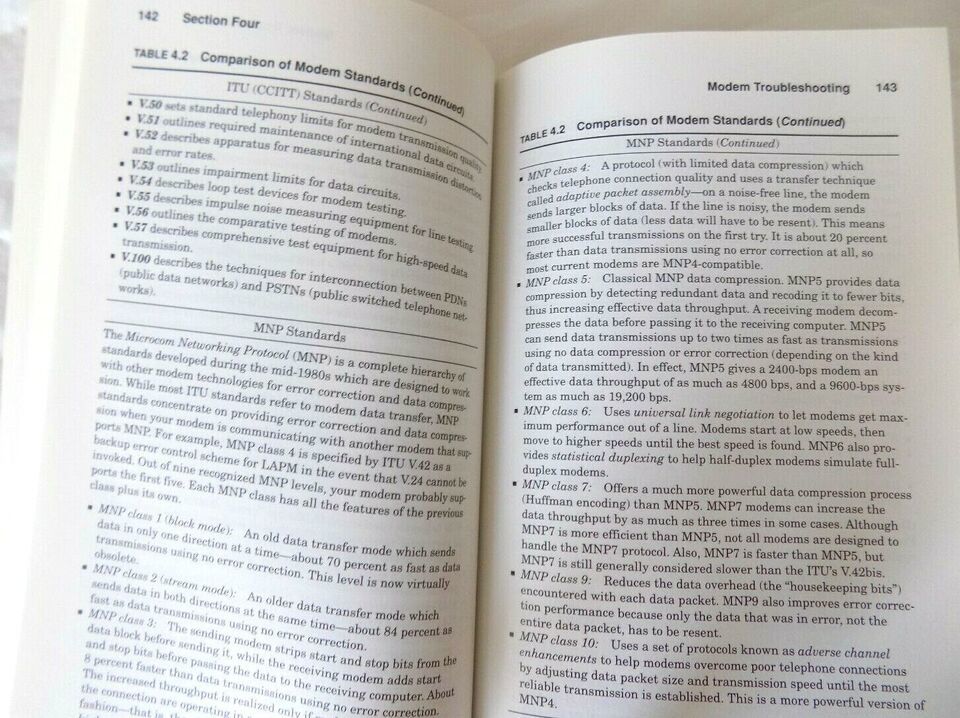 142 Section Four
TABLE 4.2 Comparison of Modem Standards (Continued)
ITU (CCITT) Standards (Continued)
▪ V.50 sets standard telephony limits for modem transmission quality.
▪ V.51 outlines required maintenance of international data circuits.
▪ V.52 describes apparatus for measuring data transmission distortion
and error rates.
▪ V.53 outlines impairment limits for data circuits.
▪ V.54 describes loop test devices for modem testing.
▪ V.55 describes impulse noise measuring equipment for line testing.
▪ V.56 outlines the comparative testing of modems.
▪ V.57 describes comprehensive test equipment for high-speed data
transmission.
▪ V.100 describes the techniques for interconnection between PDNs
(public data networks) and PSTNs (public switched telephone net-
works).
MNP Standards
The Microcom Networking Protocol (MNP) is a complete hierarchy of
standards developed during the mid-1980s which are designed to work
with other modem technologies for error correction and data compres-
sion. While most ITU standards refer to modem data transfer, MNP
standards concentrate on providing error correction and data compres-
sion when your modem is communicating with another modem that sup-
ports MNP. For example, MNP class 4 is specified by ITU V.42 as a
backup error control scheme for LAPM in the event that V.24 cannot be
invoked. Out of nine recognized MNP levels, your modem probably sup-
ports the first five. Each MNP class has all the features of the previous
class plus its own.
▪ MNP class 1 (block mode): An old data transfer mode which sends
data in only one direction at a time—about 70 percent as fast as data
transmissions using no error correction. This level is now virtually
obsolete.
▪ MNP class 2 (stream mode): An older data transfer mode which
sends data in both directions at the same time—about 84 percent as
fast as data transmissions using no error correction.
▪ MNP class 3: The sending modem strips start and stop bits from the
data block before sending it, while the receiving modem adds start
and stop bits before passing the data to the receiving computer. About
8 percent faster than data transmissions using no error correction.
The increased throughput is realized only if
the connection are operating in
fashion—that is, th
Modem Troubleshooting 143
TABLE 4.2 Comparison of Modem Standards (Continued)
MNP Standards (Continued)
▪ MNP class 4: A protocol (with limited data compression) which
checks telephone connection quality and uses a transfer technique
called adaptive packet assembly—on a noise-free line, the modem
sends larger blocks of data. If the line is noisy, the modem sends
smaller blocks of data (less data will have to be resent). This means
more successful transmissions on the first try. It is about 20 percent
faster than data transmissions using no error correction at all, so
most current modems are MNP4-compatible.
▪ MNP class 5: Classical MNP data compression. MNP5 provides data
compression by detecting redundant data and recoding it to fewer bits,
thus increasing effective data throughput. A receiving modem decom-
presses the data before passing it to the receiving computer. MNP5
can send data transmissions up to two times as fast as transmissions
using no data compression or error correction (depending on the kind
of data transmitted). In effect, MNP5 gives a 2400-bps modem an
effective data throughput of as much as 4800 bps, and a 9600-bps sys-
tem as much as 19,200 bps.
▪ MNP class 6: Uses universal link negotiation to let modems get max-
imum performance out of a line. Modems start at low speeds, then
move to higher speeds until the best speed is found. MNP6 also pro-
vides statistical duplexing to help half-duplex modems simulate full-
duplex modems.
▪ MNP class 7: Offers a much more powerful data compression process
(Huffman encoding) than MNP5. MNP7 modems can increase the
data throughput by as much as three times in some cases. Although
MNP7 is more efficient than MNP5, not all modems are designed to
handle the MNP7 protocol. Also, MNP7 is faster than MNP5, but
MNP7 is still generally considered slower than the ITU's V.42bis.
▪ MNP class 9: Reduces the data overhead (the "housekeeping bits")
encountered with each data packet. MNP9 also improves error correc-
tion performance because only the data that was in error, not the
entire data packet, has to be resent.
▪ MNP class 10: Uses a set of protocols known as adverse channel
enhancements to help modems overcome poor telephone connections
by adjusting data packet size and transmission speed until the most
reliable transmission is established. This is a more powerful version of
MNP4.